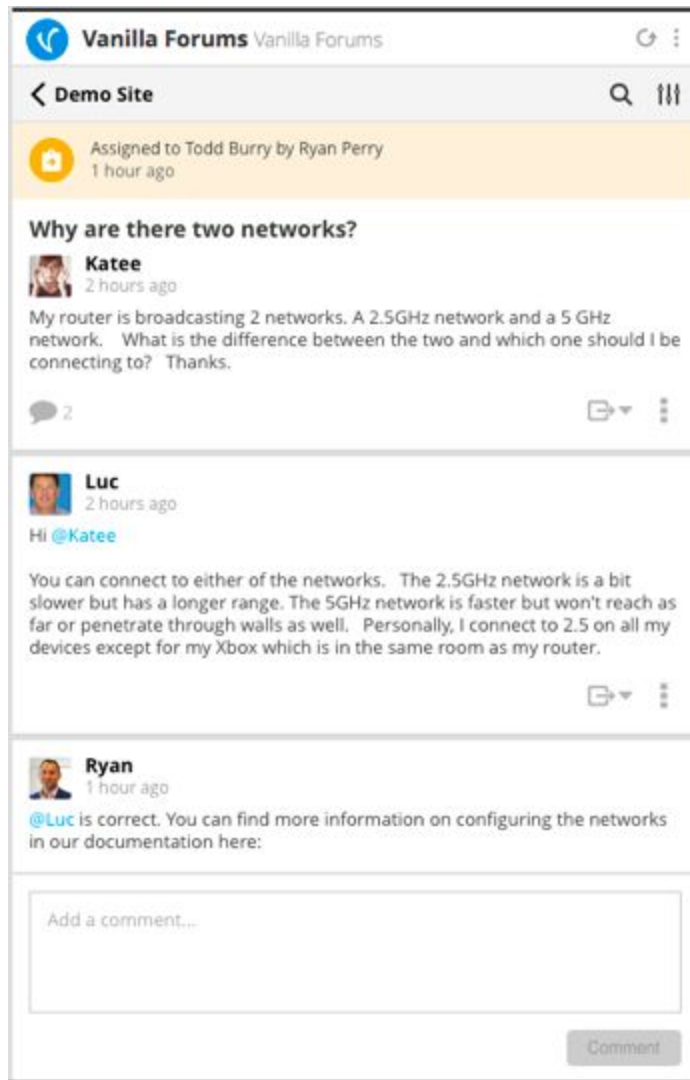 Vanilla Forums Vanilla Forums
Demo Site
Assigned to Todd Burry by Ryan Perry
1 hour ago
Why are there two networks?
Katee
2 hours ago
My router is broadcasting 2 networks. A 2.5GHz network and a 5 GHz
network. What is the difference between the two and which one should I be
connecting to? Thanks.
2
Luc
2 hours ago
Hi @Katee
You can connect to either of the networks. The 2.5GHz network is a bit
slower but has a longer range. The 5GHz network is faster but won't reach as
far or penetrate through walls as well. Personally, I connect to 2.5 on all my
devices except for my Xbox which is in the same room as my router.
Ryan
1 hour ago
@Luc is correct. You can find more information on configuring the networks
in our documentation here:
Add a comment...
Comment